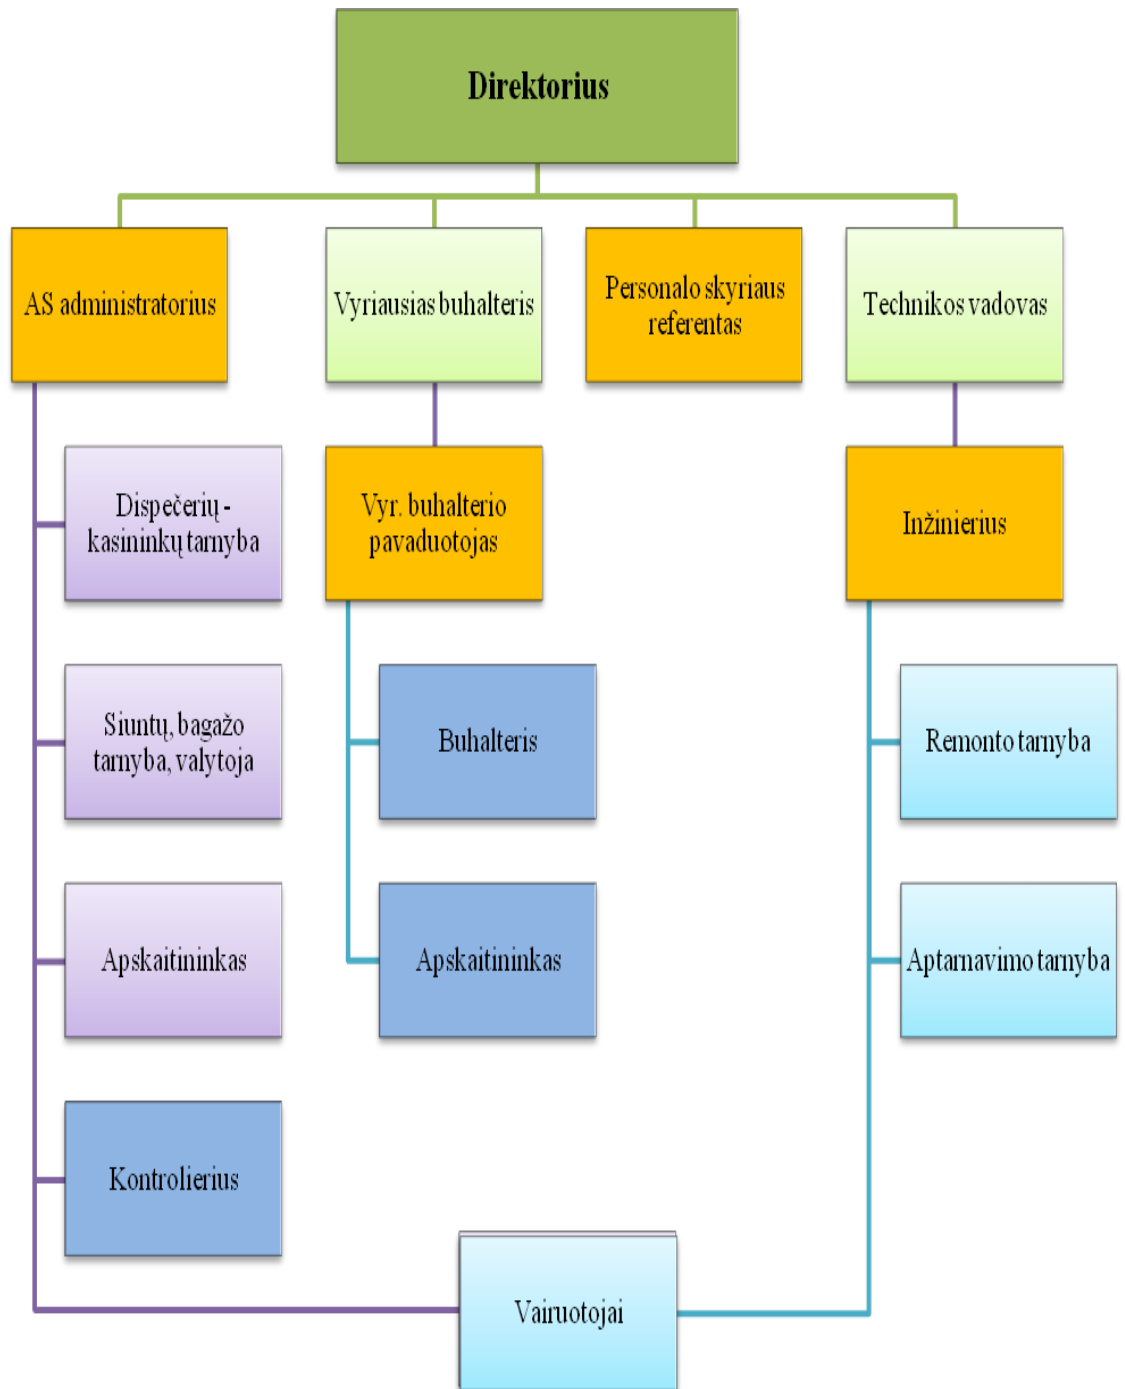 Direktorius
AS administratorius
Vyriausias buhalteris
Personalo skyriaus
referentas
Technikos vadovas
Dispečerių -
kasininkų tarnyba
Vyr. buhalterio
pavaduotojas
Inžinierius
Siuntų, bagažo
tarnyba, valytoja
Buhalteris
Remonto tarnyba
Apskaitininkas
Apskaitininkas
Aptarnavimo tarnyba
Kontrolierius
Vairuotojai